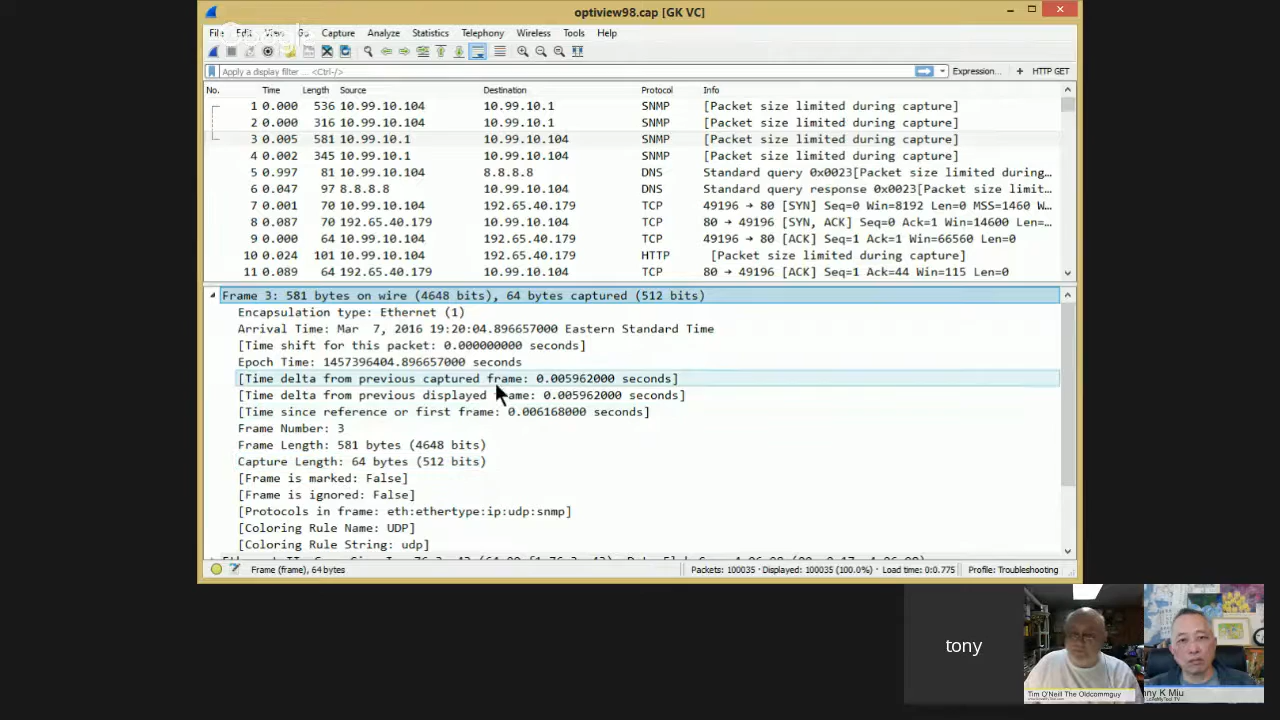 optiview98.cap [GK VC]
File Edit View Go Capture Analyze Statistics Telephony Wireless Tools Help
Apply a display filter ... <Ctrl-/> Expression... + HTTP GET
No. Time Length Source Destination Protocol Info
1 0.000 536 10.99.10.104 10.99.10.1 SNMP [Packet size limited during capture]
2 0.000 316 10.99.10.104 10.99.10.1 SNMP [Packet size limited during capture]
3 0.005 581 10.99.10.1 10.99.10.104 SNMP [Packet size limited during capture]
4 0.002 345 10.99.10.1 10.99.10.104 SNMP [Packet size limited during capture]
5 0.997 81 10.99.10.104 8.8.8.8 DNS Standard query 0x0023[Packet size limited during...
6 0.047 97 8.8.8.8 10.99.10.104 DNS Standard query response 0x0023[Packet size limit...
7 0.001 70 10.99.10.104 192.65.40.179 TCP 49196 → 80 [SYN] Seq=0 Win=8192 Len=0 MSS=1460 W...
8 0.087 70 192.65.40.179 10.99.10.104 TCP 80 → 49196 [SYN, ACK] Seq=0 Ack=1 Win=14600 Len=...
9 0.000 64 10.99.10.104 192.65.40.179 TCP 49196 → 80 [ACK] Seq=1 Ack=1 Win=66560 Len=0
10 0.024 101 10.99.10.104 192.65.40.179 HTTP [Packet size limited during capture]
11 0.089 64 192.65.40.179 10.99.10.104 TCP 80 → 49196 [ACK] Seq=1 Ack=44 Win=115 Len=0
Frame 3: 581 bytes on wire (4648 bits), 64 bytes captured (512 bits)
Encapsulation type: Ethernet (1)
Arrival Time: Mar 7, 2016 19:20:04.896657000 Eastern Standard Time
[Time shift for this packet: 0.000000000 seconds]
Epoch Time: 1457396404.896657000 seconds
[Time delta from previous captured frame: 0.005962000 seconds]
[Time delta from previous displayed frame: 0.005962000 seconds]
[Time since reference or first frame: 0.006168000 seconds]
Frame Number: 3
Frame Length: 581 bytes (4648 bits)
Capture Length: 64 bytes (512 bits)
[Frame is marked: False]
[Frame is ignored: False]
[Protocols in frame: eth:ethertype:ip:udp:snmp]
[Coloring Rule Name: UDP]
[Coloring Rule String: udp]
Frame (frame), 64 bytes Packets: 100035 · Displayed: 100035 (100.0%) · Load time: 0:0.775 Profile: Troubleshooting
tony
Tim O'Neill The Oldcommguy
nny K Miu